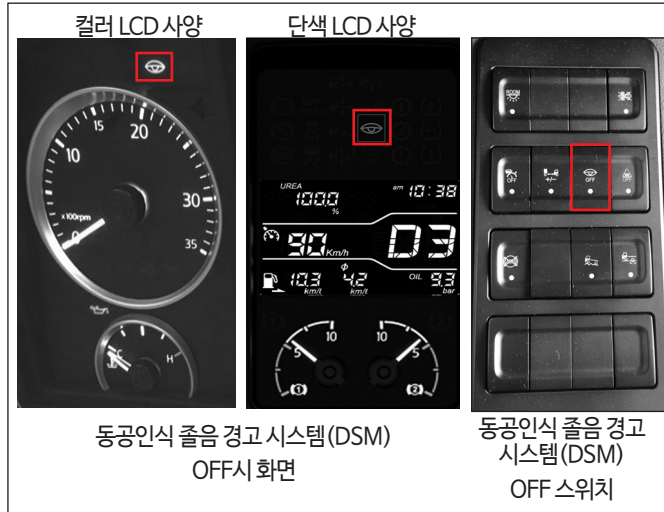 컬러 LCD 사양
단색 LCD 사양
15
20
10
30
x100rpm
0
35
C
H
UREA
100.0
%
am 10:38
90 Km/h
D3
10.3
km/ℓ
Φ
4.2
km/ℓ
OIL
9.3
bar
10
5
(1)
10
5
(2)
ROOM
OFF
+/-
OFF
OFF
동공인식 졸음 경고 시스템(DSM)
OFF시 화면
동공인식 졸음 경고
시스템(DSM)
OFF 스위치